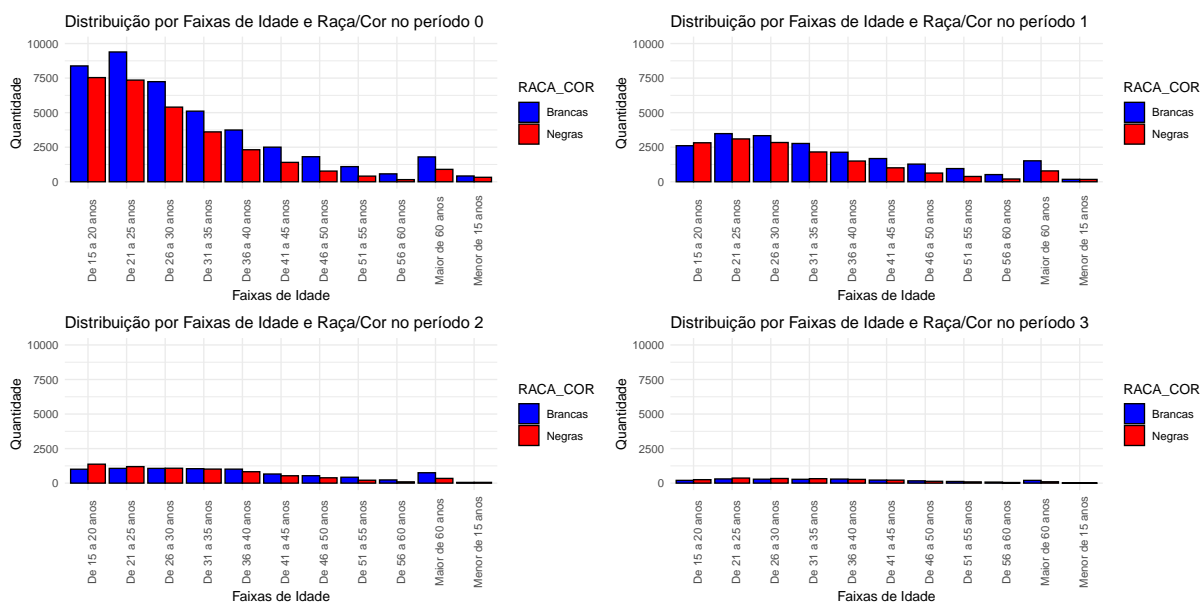 Distribuição por Faixas de Idade e Raça/Cor no período 0
10000
7500
5000
2500
0
Quantidade
De 15 a 20 anos
De 21 a 25 anos
De 26 a 30 anos
De 31 a 35 anos
De 36 a 40 anos
De 41 a 45 anos
De 46 a 50 anos
De 51 a 55 anos
De 56 a 60 anos
Maior de 60 anos
Menor de 15 anos
Faixas de Idade
RACA_COR
Brancas
Negras
Distribuição por Faixas de Idade e Raça/Cor no período 1
10000
7500
5000
2500
0
Quantidade
De 15 a 20 anos
De 21 a 25 anos
De 26 a 30 anos
De 31 a 35 anos
De 36 a 40 anos
De 41 a 45 anos
De 46 a 50 anos
De 51 a 55 anos
De 56 a 60 anos
Maior de 60 anos
Menor de 15 anos
Faixas de Idade
RACA_COR
Brancas
Negras
Distribuição por Faixas de Idade e Raça/Cor no período 2
10000
7500
5000
2500
0
Quantidade
De 15 a 20 anos
De 21 a 25 anos
De 26 a 30 anos
De 31 a 35 anos
De 36 a 40 anos
De 41 a 45 anos
De 46 a 50 anos
De 51 a 55 anos
De 56 a 60 anos
Maior de 60 anos
Menor de 15 anos
Faixas de Idade
RACA_COR
Brancas
Negras
Distribuição por Faixas de Idade e Raça/Cor no período 3
10000
7500
5000
2500
0
Quantidade
De 15 a 20 anos
De 21 a 25 anos
De 26 a 30 anos
De 31 a 35 anos
De 36 a 40 anos
De 41 a 45 anos
De 46 a 50 anos
De 51 a 55 anos
De 56 a 60 anos
Maior de 60 anos
Menor de 15 anos
Faixas de Idade
RACA_COR
Brancas
Negras